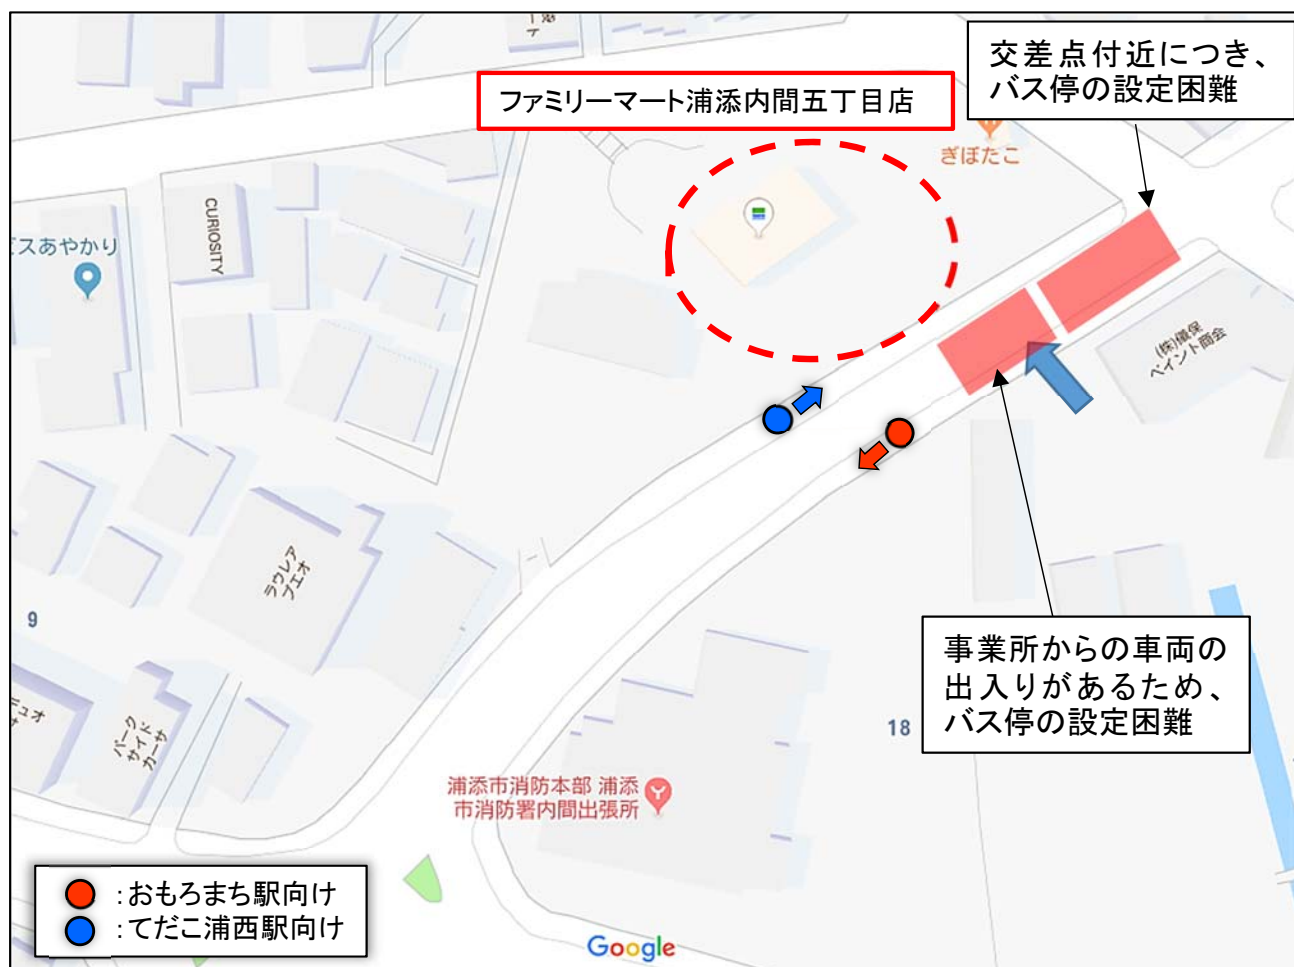 交差点付近につき、
バス停の設定困難
ファミリーマート浦添内間五丁目店
ぎぼたこ
CURIOSITY
ビスあやかり
(株)儀保
ペイント商会
ラウレア
プエオ
9
パーク
サイド
カーサ
事業所からの車両の
出入りがあるため、
バス停の設定困難
18
浦添市消防本部 浦添
市消防署内間出張所
:おもろまち駅向け
:てだこ浦西駅向け
Google